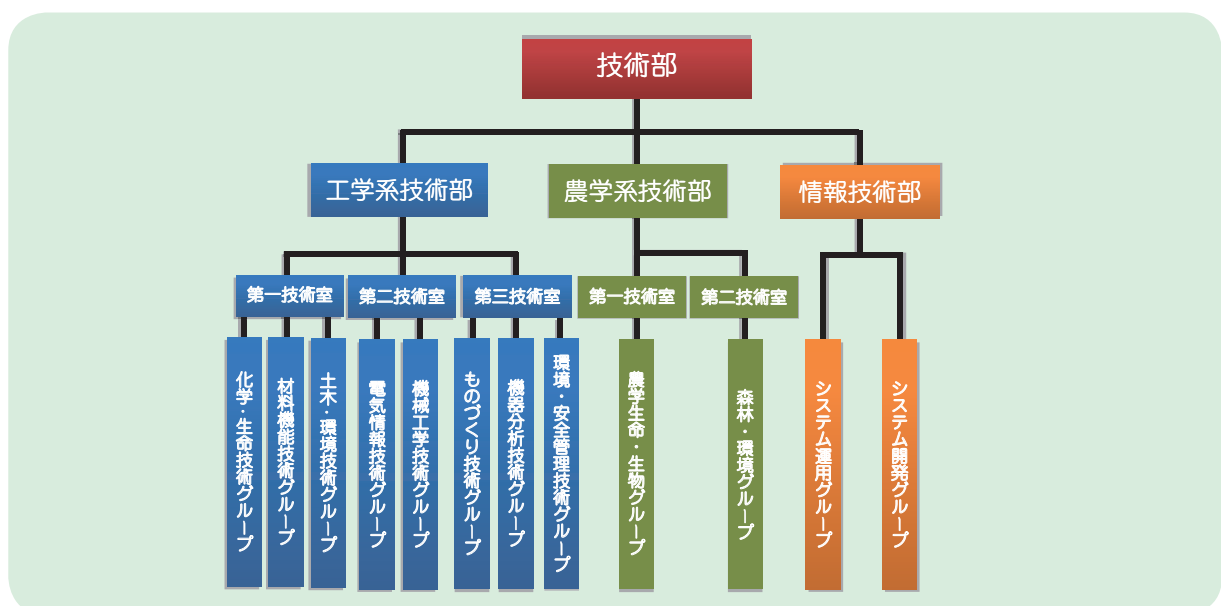 技術部
工学系技術部
農学系技術部
情報技術部
第一技術室
第二技術室
第三技術室
第一技術室
第二技術室
化学・生命技術グループ
材料機能技術グループ
土木・環境技術グループ
電気情報技術グループ
機械工学技術グループ
ものづくり技術グループ
機器分析技術グループ
環境・安全管理技術グループ
農学生命・生物グループ
森林・環境グループ
システム運用グループ
システム開発グループ